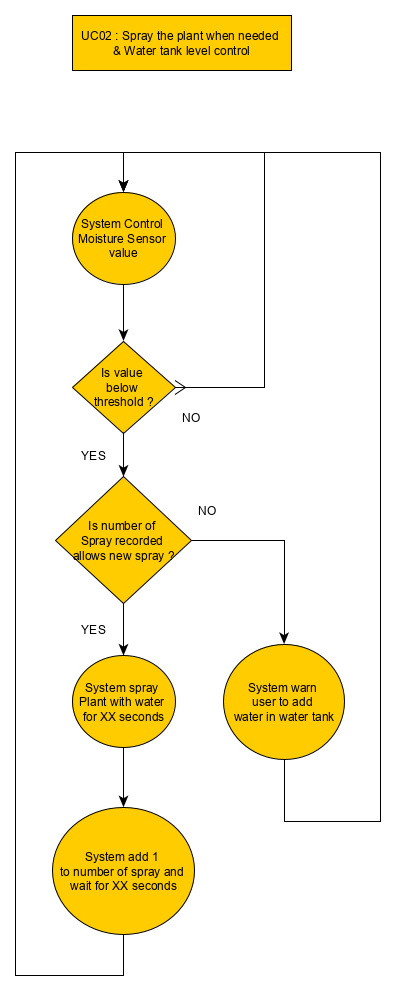 UC02 : Spray the plant when needed
& Water tank level control
System Control
Moisture Sensor
value
Is value
below
threshold ?
NO
YES
Is number of
Spray recorded
allows new spray ?
NO
YES
System spray
Plant with water
for XX seconds
System warn
user to add
water in water tank
System add 1
to number of spray and
wait for XX seconds